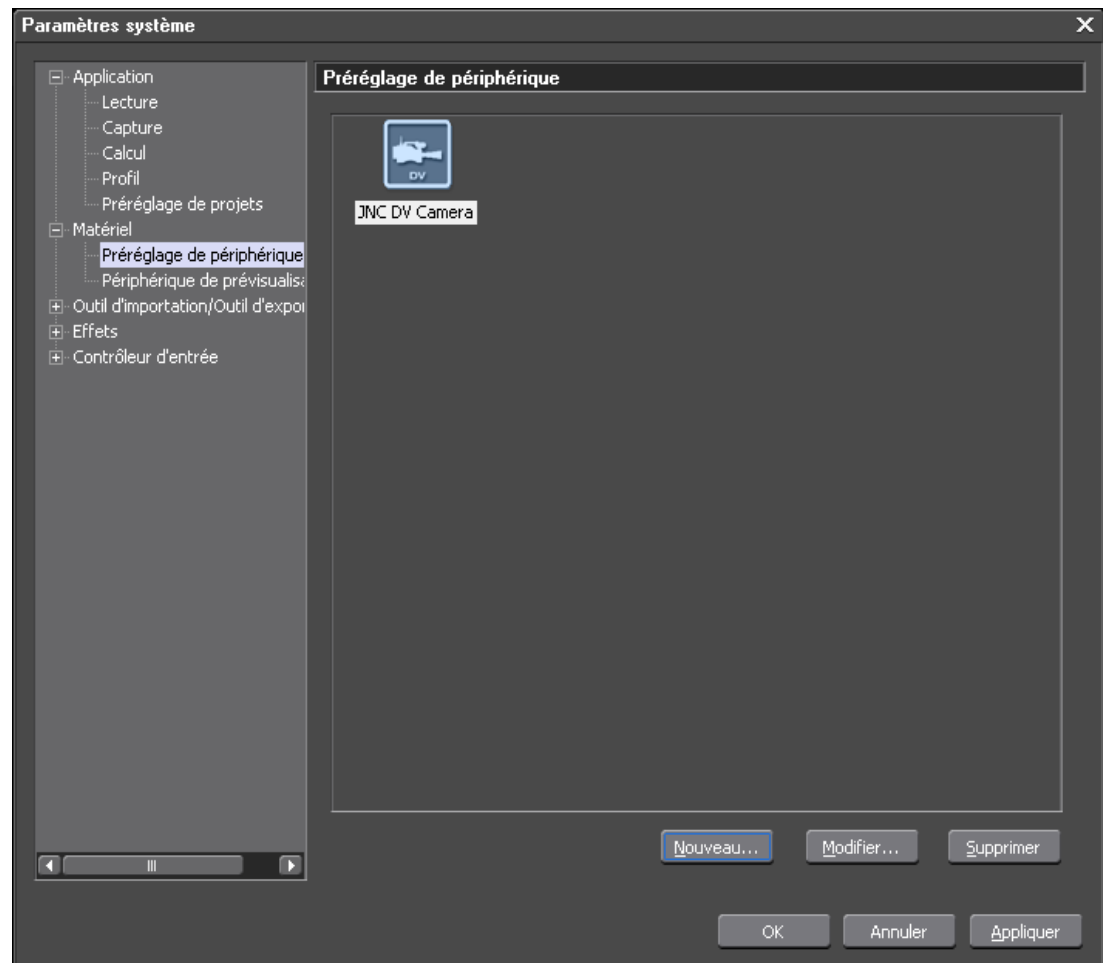 Paramètres système
Application
Lecture
Capture
Calcul
Profil
Préréglage de projets
Matériel
Préréglage de périphérique
Périphérique de prévisualisa
Outil d'importation/Outil d'expor
Effets
Contrôleur d'entrée
Préréglage de périphérique
DV
JNC DV Camera
Nouveau...
Modifier...
Supprimer
OK
Annuler
Appliquer